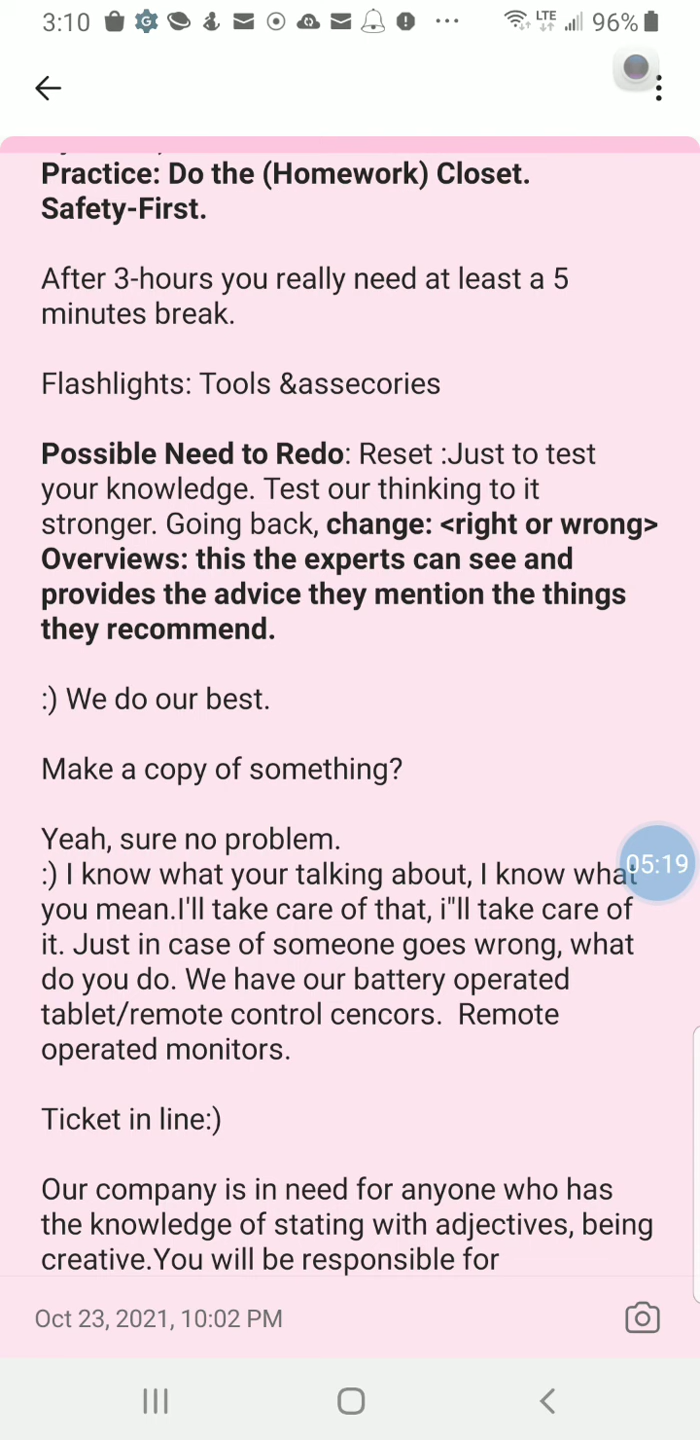 3:10
LTE
96%
Practice: Do the (Homework) Closet.
Safety-First.
After 3-hours you really need at least a 5
minutes break.
Flashlights: Tools &assecories
Possible Need to Redo: Reset :Just to test
your knowledge. Test our thinking to it
stronger. Going back, change: <right or wrong>
Overviews: this the experts can see and
provides the advice they mention the things
they recommend.
:) We do our best.
Make a copy of something?
Yeah, sure no problem.
:) I know what your talking about, I know what
05:19
you mean.I'll take care of that, i"ll take care of
it. Just in case of someone goes wrong, what
do you do. We have our battery operated
tablet/remote control cencors.  Remote
operated monitors.
Ticket in line:)
Our company is in need for anyone who has
the knowledge of stating with adjectives, being
creative.You will be responsible for
Oct 23, 2021, 10:02 PM